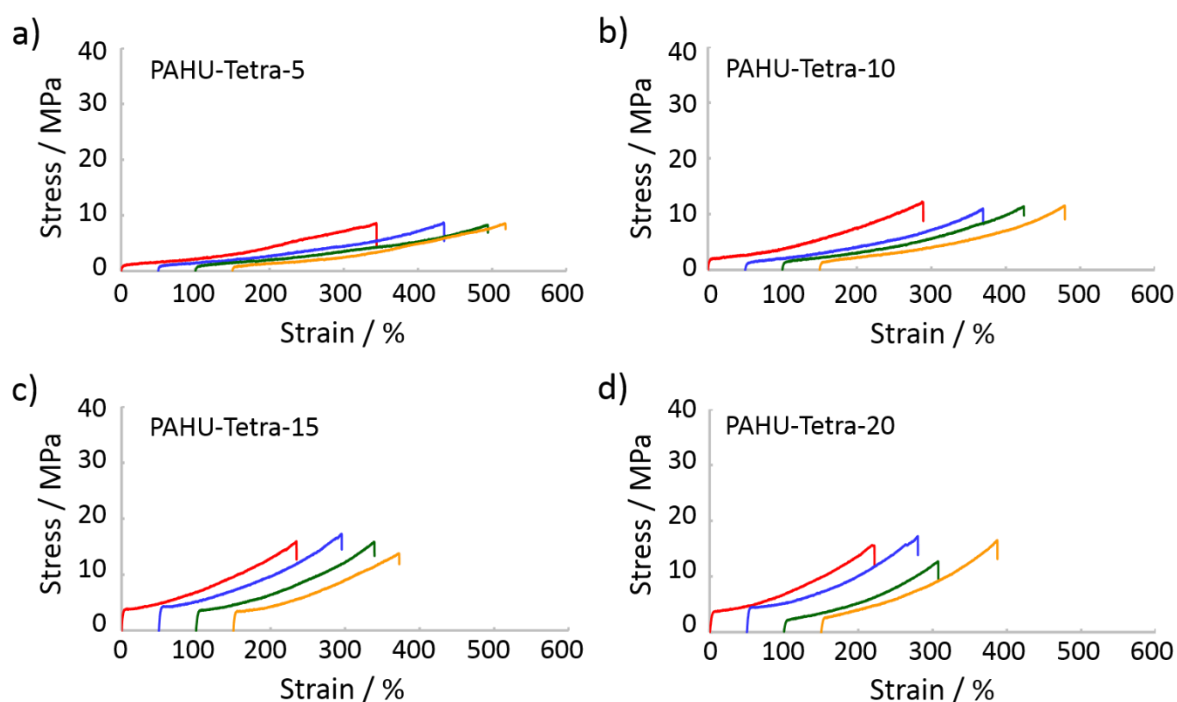 a)
PAHU-Tetra-5
Stress / MPa
40
30
20
10
0
0 100 200 300 400 500 600
Strain / %
b)
PAHU-Tetra-10
Stress / MPa
40
30
20
10
0
0 100 200 300 400 500 600
Strain / %
c)
PAHU-Tetra-15
Stress / MPa
40
30
20
10
0
0 100 200 300 400 500 600
Strain / %
d)
PAHU-Tetra-20
Stress / MPa
40
30
20
10
0
0 100 200 300 400 500 600
Strain / %